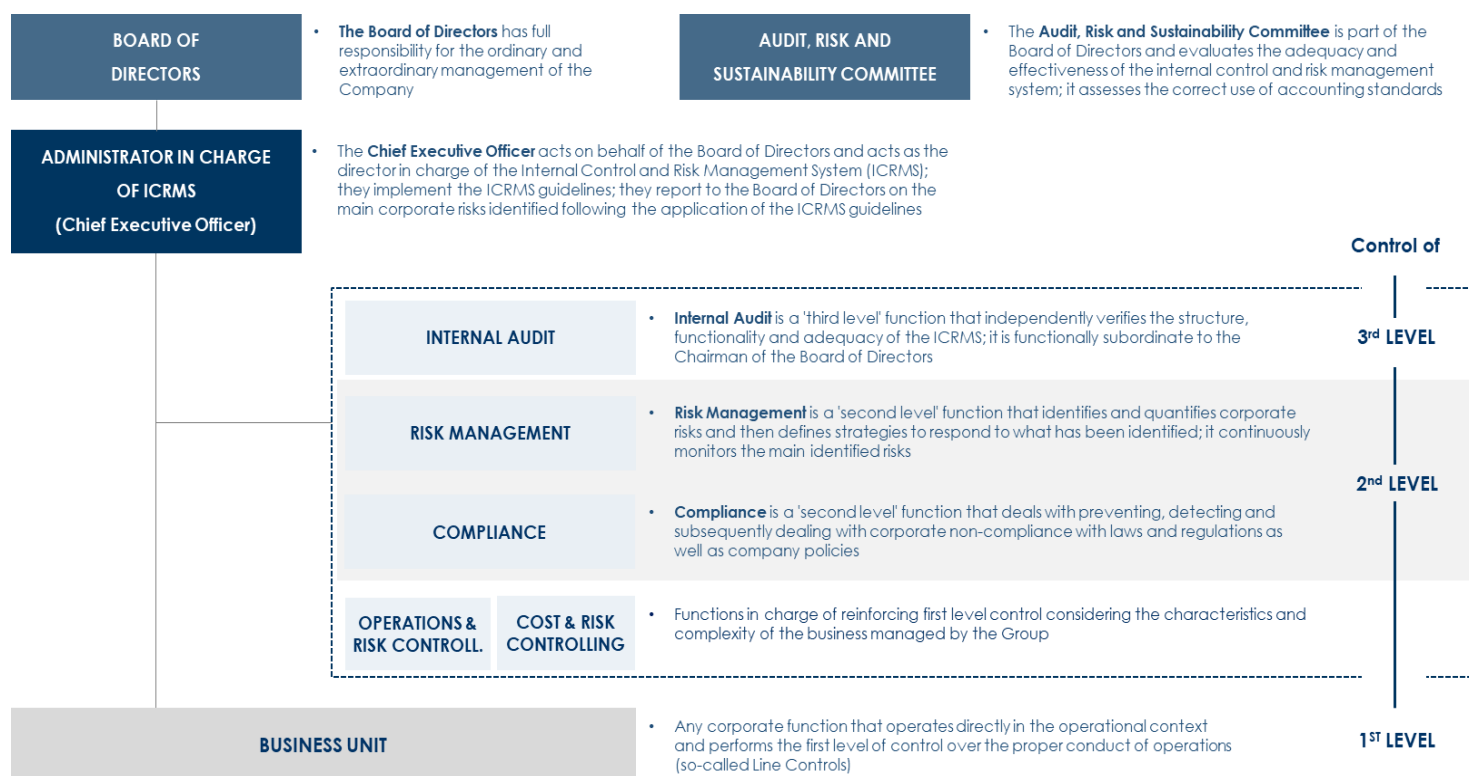 BOARD OF
DIRECTORS
• The Board of Directors has full
responsibility for the ordinary and
extraordinary management of the
Company
AUDIT, RISK AND
SUSTAINABILITY COMMITTEE
• The Audit, Risk and Sustainability Committee is part of the
Board of Directors and evaluates the adequacy and
effectiveness of the internal control and risk management
system; it assesses the correct use of accounting standards
ADMINISTRATOR IN CHARGE
OF ICRMS
(Chief Executive Officer)
• The Chief Executive Officer acts on behalf of the Board of Directors and acts as the
director in charge of the Internal Control and Risk Management System (ICRMS);
they implement the ICRMS guidelines; they report to the Board of Directors on the
main corporate risks identified following the application of the ICRMS guidelines
Control of
INTERNAL AUDIT
• Internal Audit is a 'third level' function that independently verifies the structure,
functionality and adequacy of the ICRMS; it is functionally subordinate to the
Chairman of the Board of Directors
3rd LEVEL
RISK MANAGEMENT
• Risk Management is a 'second level' function that identifies and quantifies corporate
risks and then defines strategies to respond to what has been identified; it continuously
monitors the main identified risks
2nd LEVEL
COMPLIANCE
• Compliance is a 'second level' function that deals with preventing, detecting and
subsequently dealing with corporate non-compliance with laws and regulations as
well as company policies
OPERATIONS &
RISK CONTROLL.
COST & RISK
CONTROLLING
• Functions in charge of reinforcing first level control considering the characteristics and
complexity of the business managed by the Group
BUSINESS UNIT
• Any corporate function that operates directly in the operational context
and performs the first level of control over the proper conduct of operations
(so-called Line Controls)
1ST LEVEL